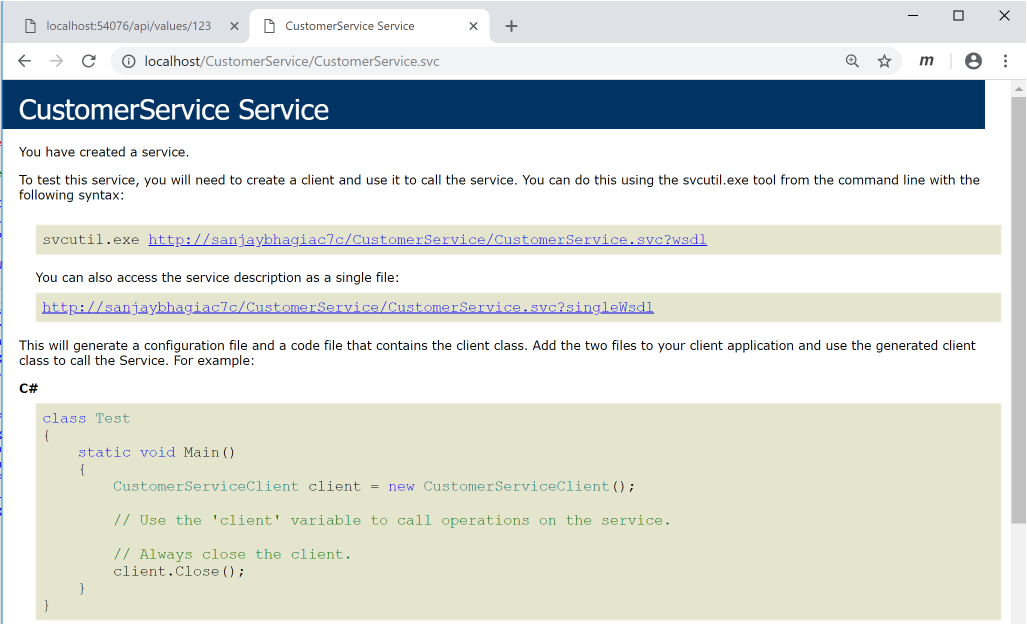 localhost:54076/api/values/123
CustomerService Service
localhost/CustomerService/CustomerService.svc
m
CustomerService Service
You have created a service.
To test this service, you will need to create a client and use it to call the service. You can do this using the svcutil.exe tool from the command line with the
following syntax:
svcutil.exe http://sanjaybhagiac7c/CustomerService/CustomerService.svc?wsdl
You can also access the service description as a single file:
http://sanjaybhagiac7c/CustomerService/CustomerService.svc?singleWsdl
This will generate a configuration file and a code file that contains the client class. Add the two files to your client application and use the generated client
class to call the Service. For example:
C#
class Test
{
    static void Main()
    {
        CustomerServiceClient client = new CustomerServiceClient();
        // Use the 'client' variable to call operations on the service.
        // Always close the client.
        client.Close();
    }
}